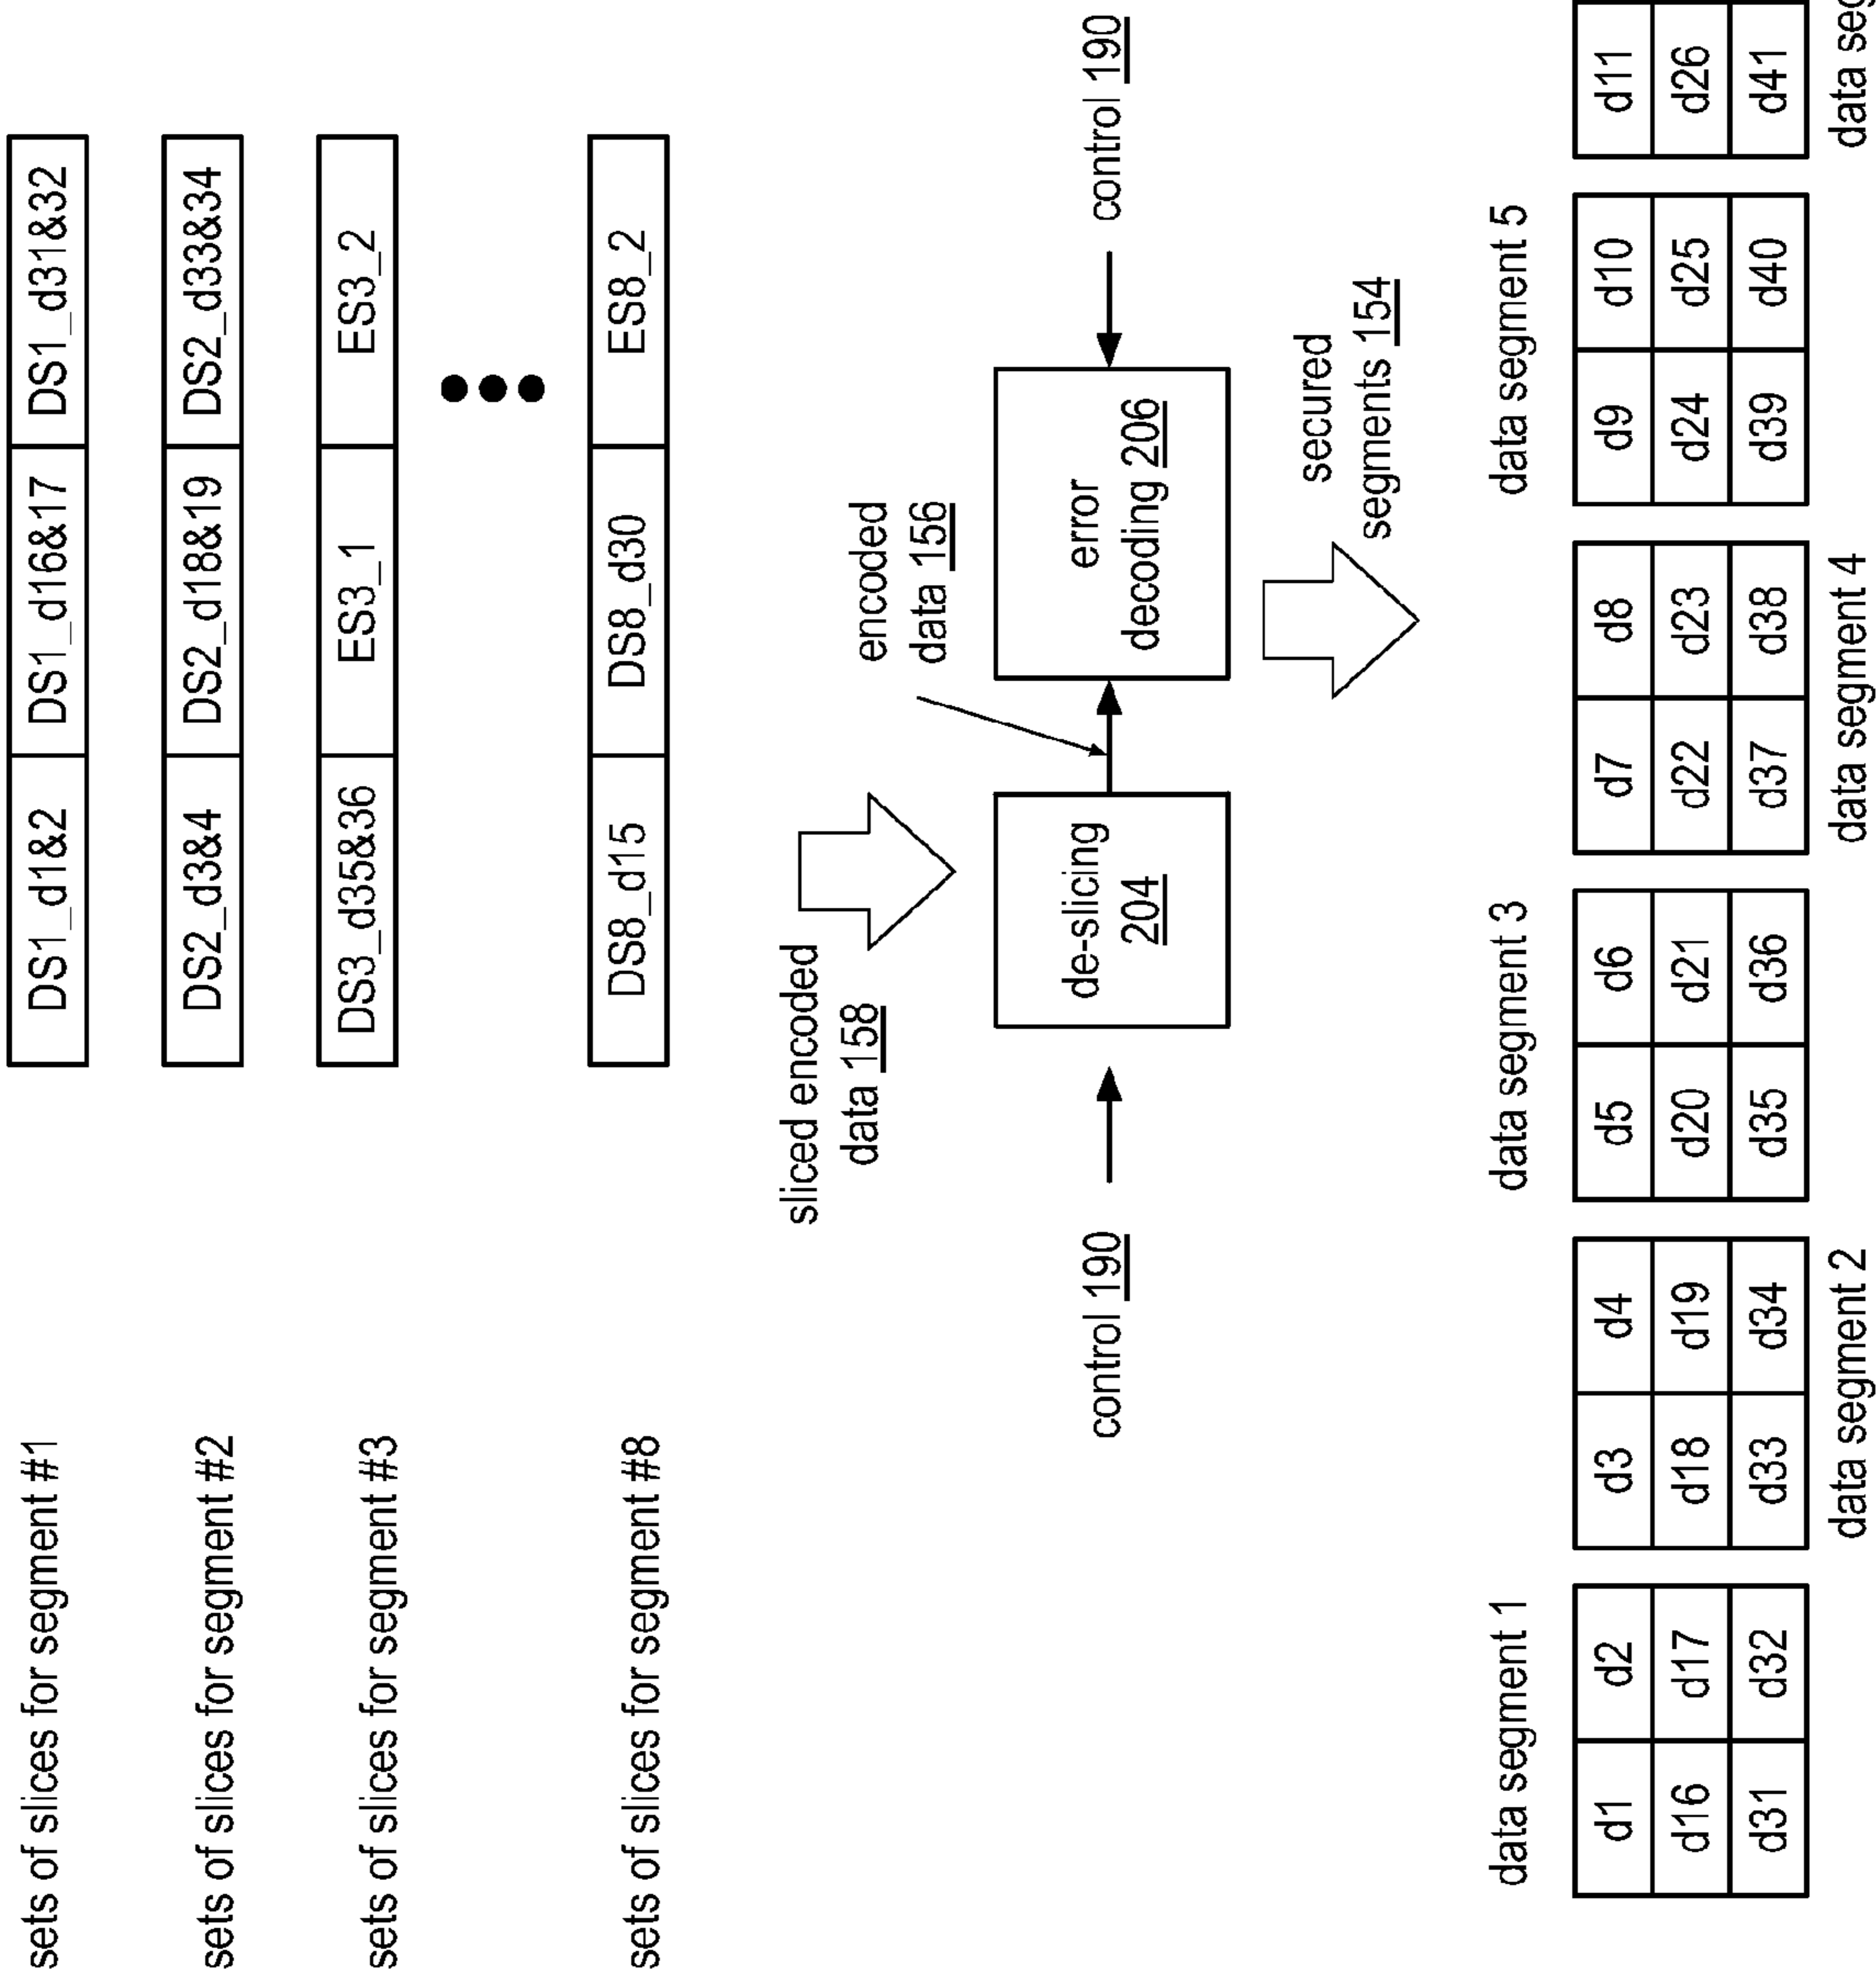 sets of slices for segment #1
DS1_d1&2 DS1_d16&17 DS1_d31&32
sets of slices for segment #2
DS2_d3&4 DS2_d18&19 DS2_d33&34
sets of slices for segment #3
DS3_d35&36 ES3_1 ES3_2
sets of slices for segment #8
DS8_d15 DS8_d30 ES8_2
sliced encoded
data 158
encoded
data 156
control 190
de-slicing
204
error
decoding 206
control 190
secured
segments 154
data segment 1
d1 d2
d16 d17
d31 d32
d3 d4
d18 d19
d33 d34
data segment 2
data segment 3
d5 d6
d20 d21
d35 d36
d7 d8
d22 d23
d37 d38
data segment 4
data segment 5
d9 d10
d24 d25
d39 d40
d11
d26
d41
data seg